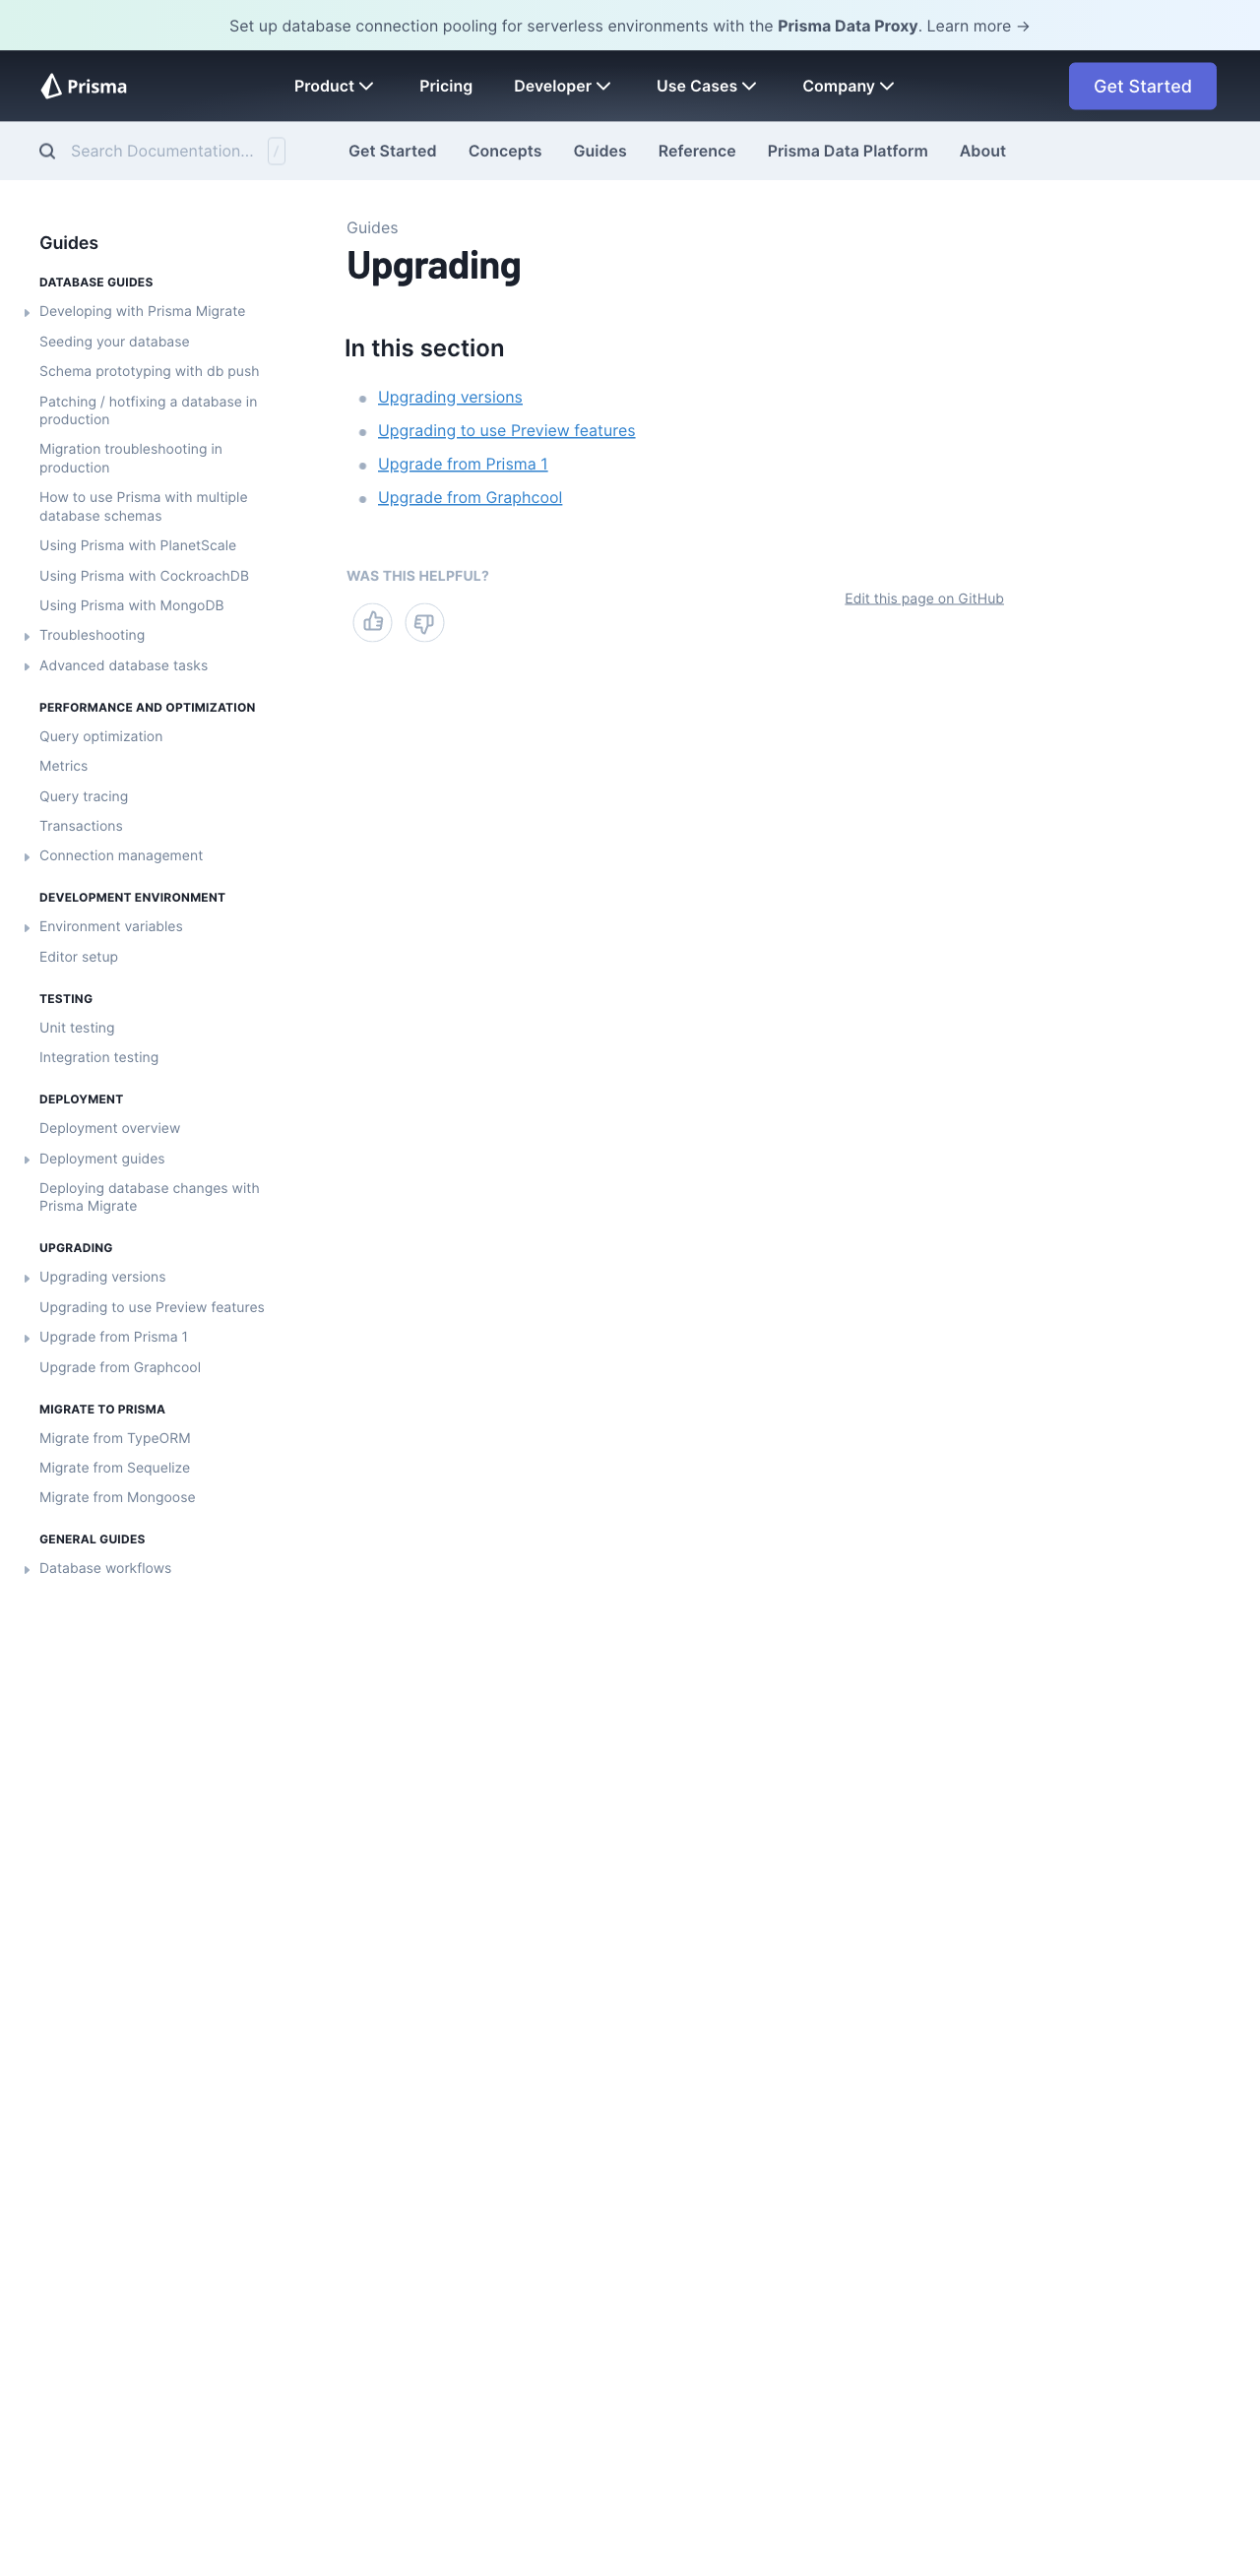 Set up database connection pooling for serverless environments with the Prisma Data Proxy. Learn more →
Prisma
Product
Pricing
Developer
Use Cases
Company
Get Started
Search Documentation...
/
Get Started
Concepts
Guides
Reference
Prisma Data Platform
About
Guides
DATABASE GUIDES
Developing with Prisma Migrate
Seeding your database
Schema prototyping with db push
Patching / hotfixing a database in
production
Migration troubleshooting in
production
How to use Prisma with multiple
database schemas
Using Prisma with PlanetScale
Using Prisma with CockroachDB
Using Prisma with MongoDB
Troubleshooting
Advanced database tasks
PERFORMANCE AND OPTIMIZATION
Query optimization
Metrics
Query tracing
Transactions
Connection management
DEVELOPMENT ENVIRONMENT
Environment variables
Editor setup
TESTING
Unit testing
Integration testing
DEPLOYMENT
Deployment overview
Deployment guides
Deploying database changes with
Prisma Migrate
UPGRADING
Upgrading versions
Upgrading to use Preview features
Upgrade from Prisma 1
Upgrade from Graphcool
MIGRATE TO PRISMA
Migrate from TypeORM
Migrate from Sequelize
Migrate from Mongoose
GENERAL GUIDES
Database workflows
Guides
Upgrading
In this section
Upgrading versions
Upgrading to use Preview features
Upgrade from Prisma 1
Upgrade from Graphcool
WAS THIS HELPFUL?
Edit this page on GitHub